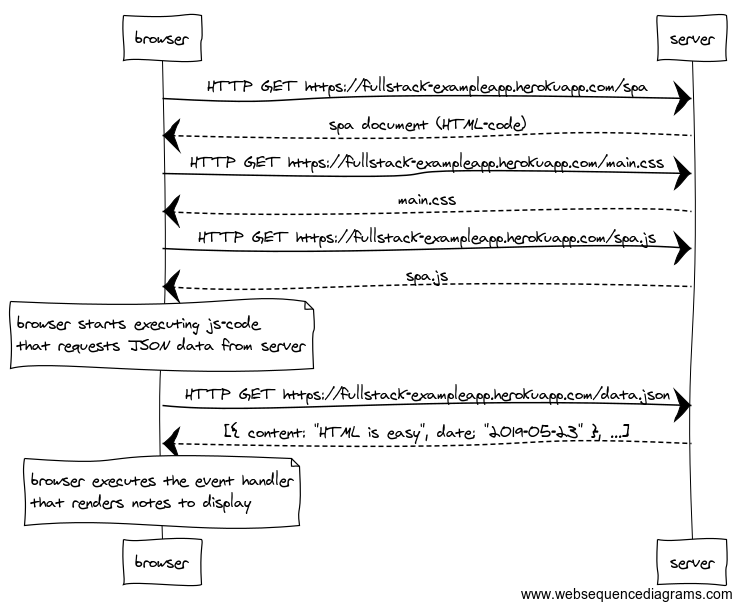 browser
server
HTTP GET https://fullstack-exampleapp.herokuapp.com/spa
spa document (HTML-code)
HTTP GET https://fullstack-exampleapp.herokuapp.com/main.css
main.css
HTTP GET https://fullstack-exampleapp.herokuapp.com/spa.js
spa.js
browser starts executing js-code
that requests JSON data from server
HTTP GET https://fullstack-exampleapp.herokuapp.com/data.json
[{ content: "HTML is easy", date: "2019-05-23" }, ...]
browser executes the event handler
that renders notes to display
browser
server
www.websequencediagrams.com